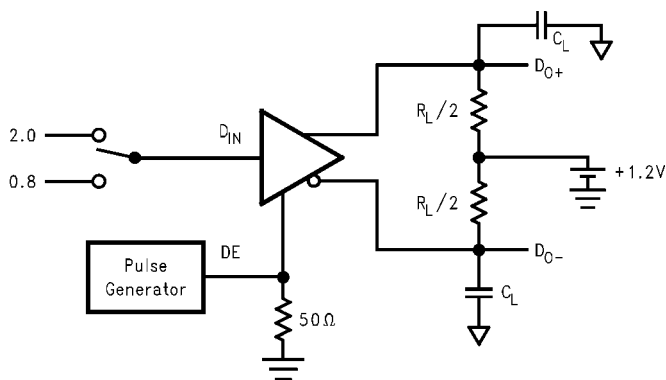 C_L
D_O+
2.0
D_IN
R_L/2
0.8
+1.2V
R_L/2
Pulse
Generator
DE
D_O−
50Ω
C_L